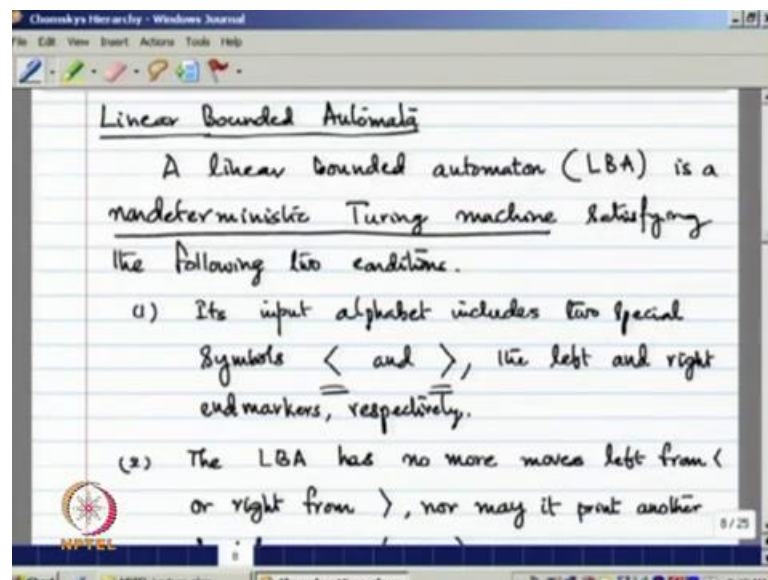 Chomskys Hierarchy - Windows Journal
File Edit View Insert Actions Tools Help
Linear Bounded Automata
A linear bounded automaton (LBA) is a
nondeterministic Turing machine satisfying
the following two conditions.
(1) Its input alphabet includes two special
symbols < and >, the left and right
endmarkers, respectively.
(2) The LBA has no more moves left from <
or right from >, nor may it print another
NPTEL
8/25
8